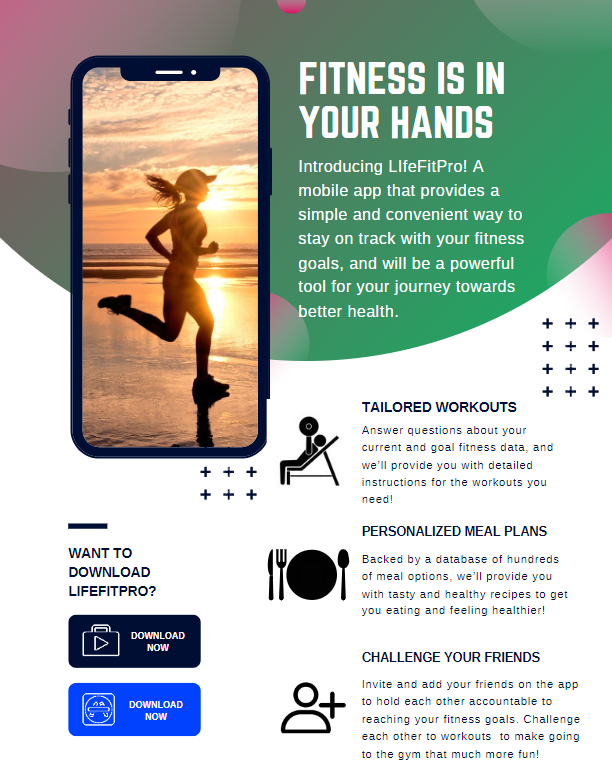 FITNESS IS IN
YOUR HANDS
Introducing LIfeFitPro! A
mobile app that provides a
simple and convenient way to
stay on track with your fitness
goals, and will be a powerful
tool for your journey towards
better health.
TAILORED WORKOUTS
Answer questions about your
current and goal fitness data, and
we'll provide you with detailed
instructions for the workouts you
need!
PERSONALIZED MEAL PLANS
Backed by a database of hundreds
of meal options, we'll provide you
with tasty and healthy recipes to get
you eating and feeling healthier!
CHALLENGE YOUR FRIENDS
Invite and add your friends on the app
to hold each other accountable to
reaching your fitness goals. Challenge
each other to workouts  to make going
to the gym that much more fun!
WANT TO
DOWNLOAD
LIFEFITPRO?
DOWNLOAD
NOW
DOWNLOAD
NOW